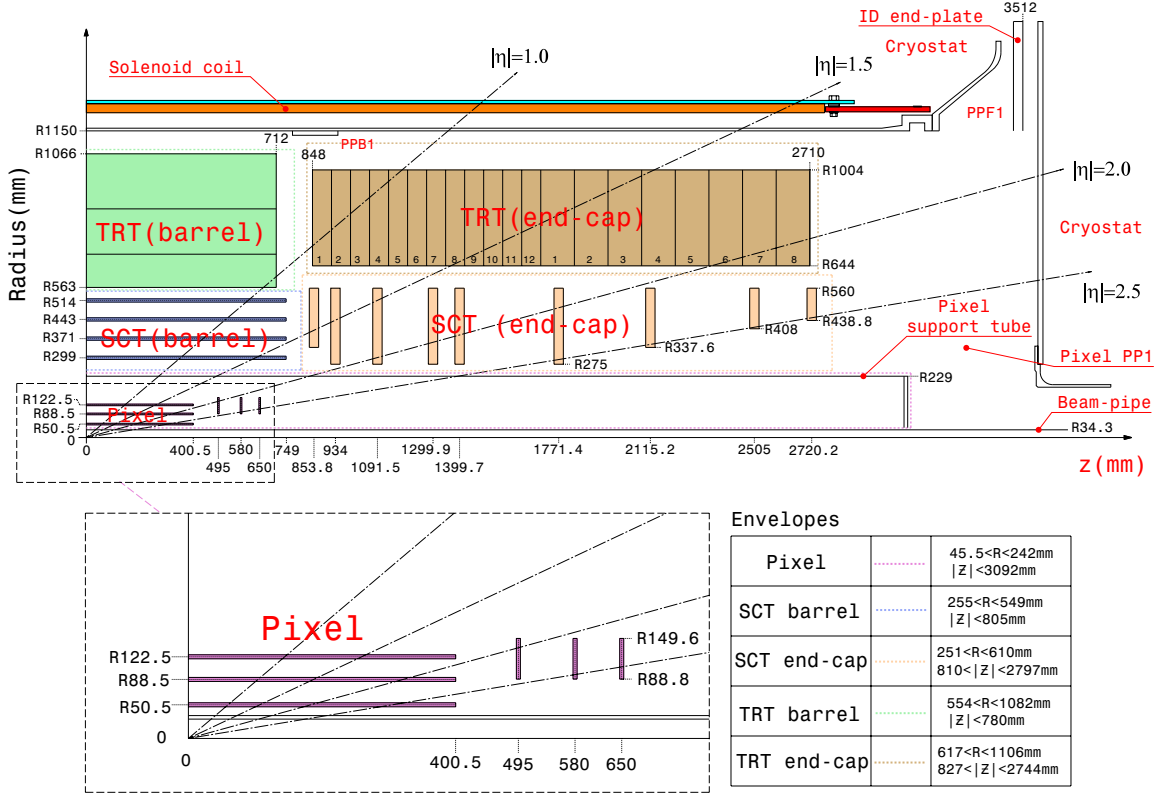 3512
ID end-plate
Cryostat
|η|=1.0
|η|=1.5
Solenoid coil
PPF1
R1150
712
PPB1
R1066
848
2710
R1004
|η|=2.0
Radius(mm)
TRT(barrel)
TRT(end-cap)
Cryostat
1 2 3 4 5 6 7 8 9 10 11 12 1 2 3 4 5 6 7 8
R644
R563
R560
|η|=2.5
R514
R443
SCT (end-cap)
R438.8
Pixel
support tube
R408
SCT(barrel)
R371
R337.6
Pixel PP1
R299
R275
R229
R122.5
R88.5
Pixel
Beam-pipe
R50.5
R34.3
0
0 400.5 580 749 934 1299.9 1771.4 2115.2 2505 2720.2
495 650 853.8 1091.5 1399.7
z(mm)
Pixel
R149.6
R122.5
R88.5
R88.8
R50.5
0
0
400.5 495 580 650
Envelopes
Pixel
45.5<R<242mm
|Z|<3092mm
SCT barrel
255<R<549mm
|Z|<805mm
SCT end-cap
251<R<610mm
810<|Z|<2797mm
TRT barrel
554<R<1082mm
|Z|<780mm
TRT end-cap
617<R<1106mm
827<|Z|<2744mm